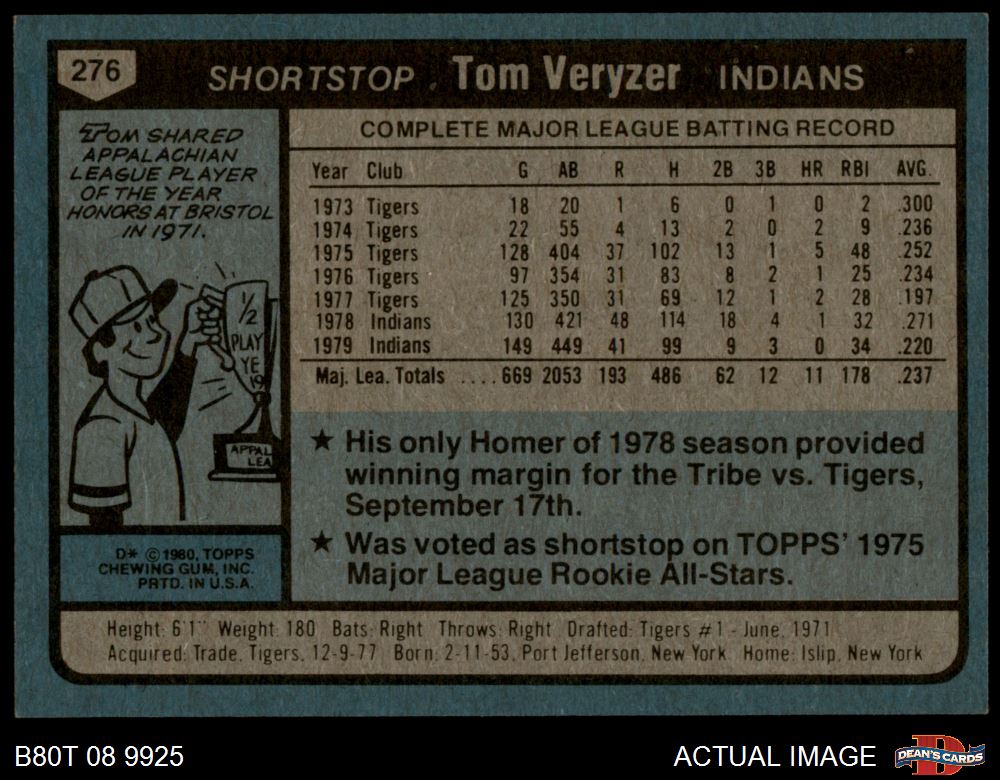 276
SHORTSTOP . Tom Veryzer INDIANS
TOM SHARED
APPALACHIAN
LEAGUE PLAYER
OF THE YEAR
HONORS AT BRISTOL
IN 1971.
1/2
PLAY
YE
19
APPAL
LEA
D* © 1980, TOPPS
CHEWING GUM, INC.
PRTD. IN U.S.A.
COMPLETE MAJOR LEAGUE BATTING RECORD
Year Club G AB R H 2B 3B HR RBI AVG.
1973 Tigers 18 20 1 6 0 1 0 2 .300
1974 Tigers 22 55 4 13 2 0 2 9 .236
1975 Tigers 128 404 37 102 13 1 5 48 .252
1976 Tigers 97 354 31 83 8 2 1 25 .234
1977 Tigers 125 350 31 69 12 1 2 28 .197
1978 Indians 130 421 48 114 18 4 1 32 .271
1979 Indians 149 449 41 99 9 3 0 34 .220
Maj. Lea. Totals ....669 2053 193 486 62 12 11 178 .237
★ His only Homer of 1978 season provided
winning margin for the Tribe vs. Tigers,
September 17th.
★ Was voted as shortstop on TOPPS' 1975
Major League Rookie All-Stars.
Height: 6'1" Weight: 180 Bats: Right Throws: Right Drafted: Tigers #1 - June, 1971
Acquired: Trade, Tigers, 12-9-77 Born: 2-11-53, Port Jefferson, New York Home: Islip, New York
B80T 08 9925
ACTUAL IMAGE
D
DEAN'S CARDS